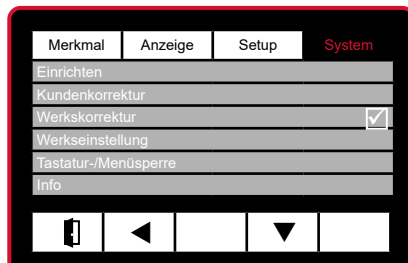 Merkmal Anzeige Setup System
Einrichten
Kundenkorrektur
Werkskorrektur
Werkseinstellung
Tastatur-/Menüsperre
Info